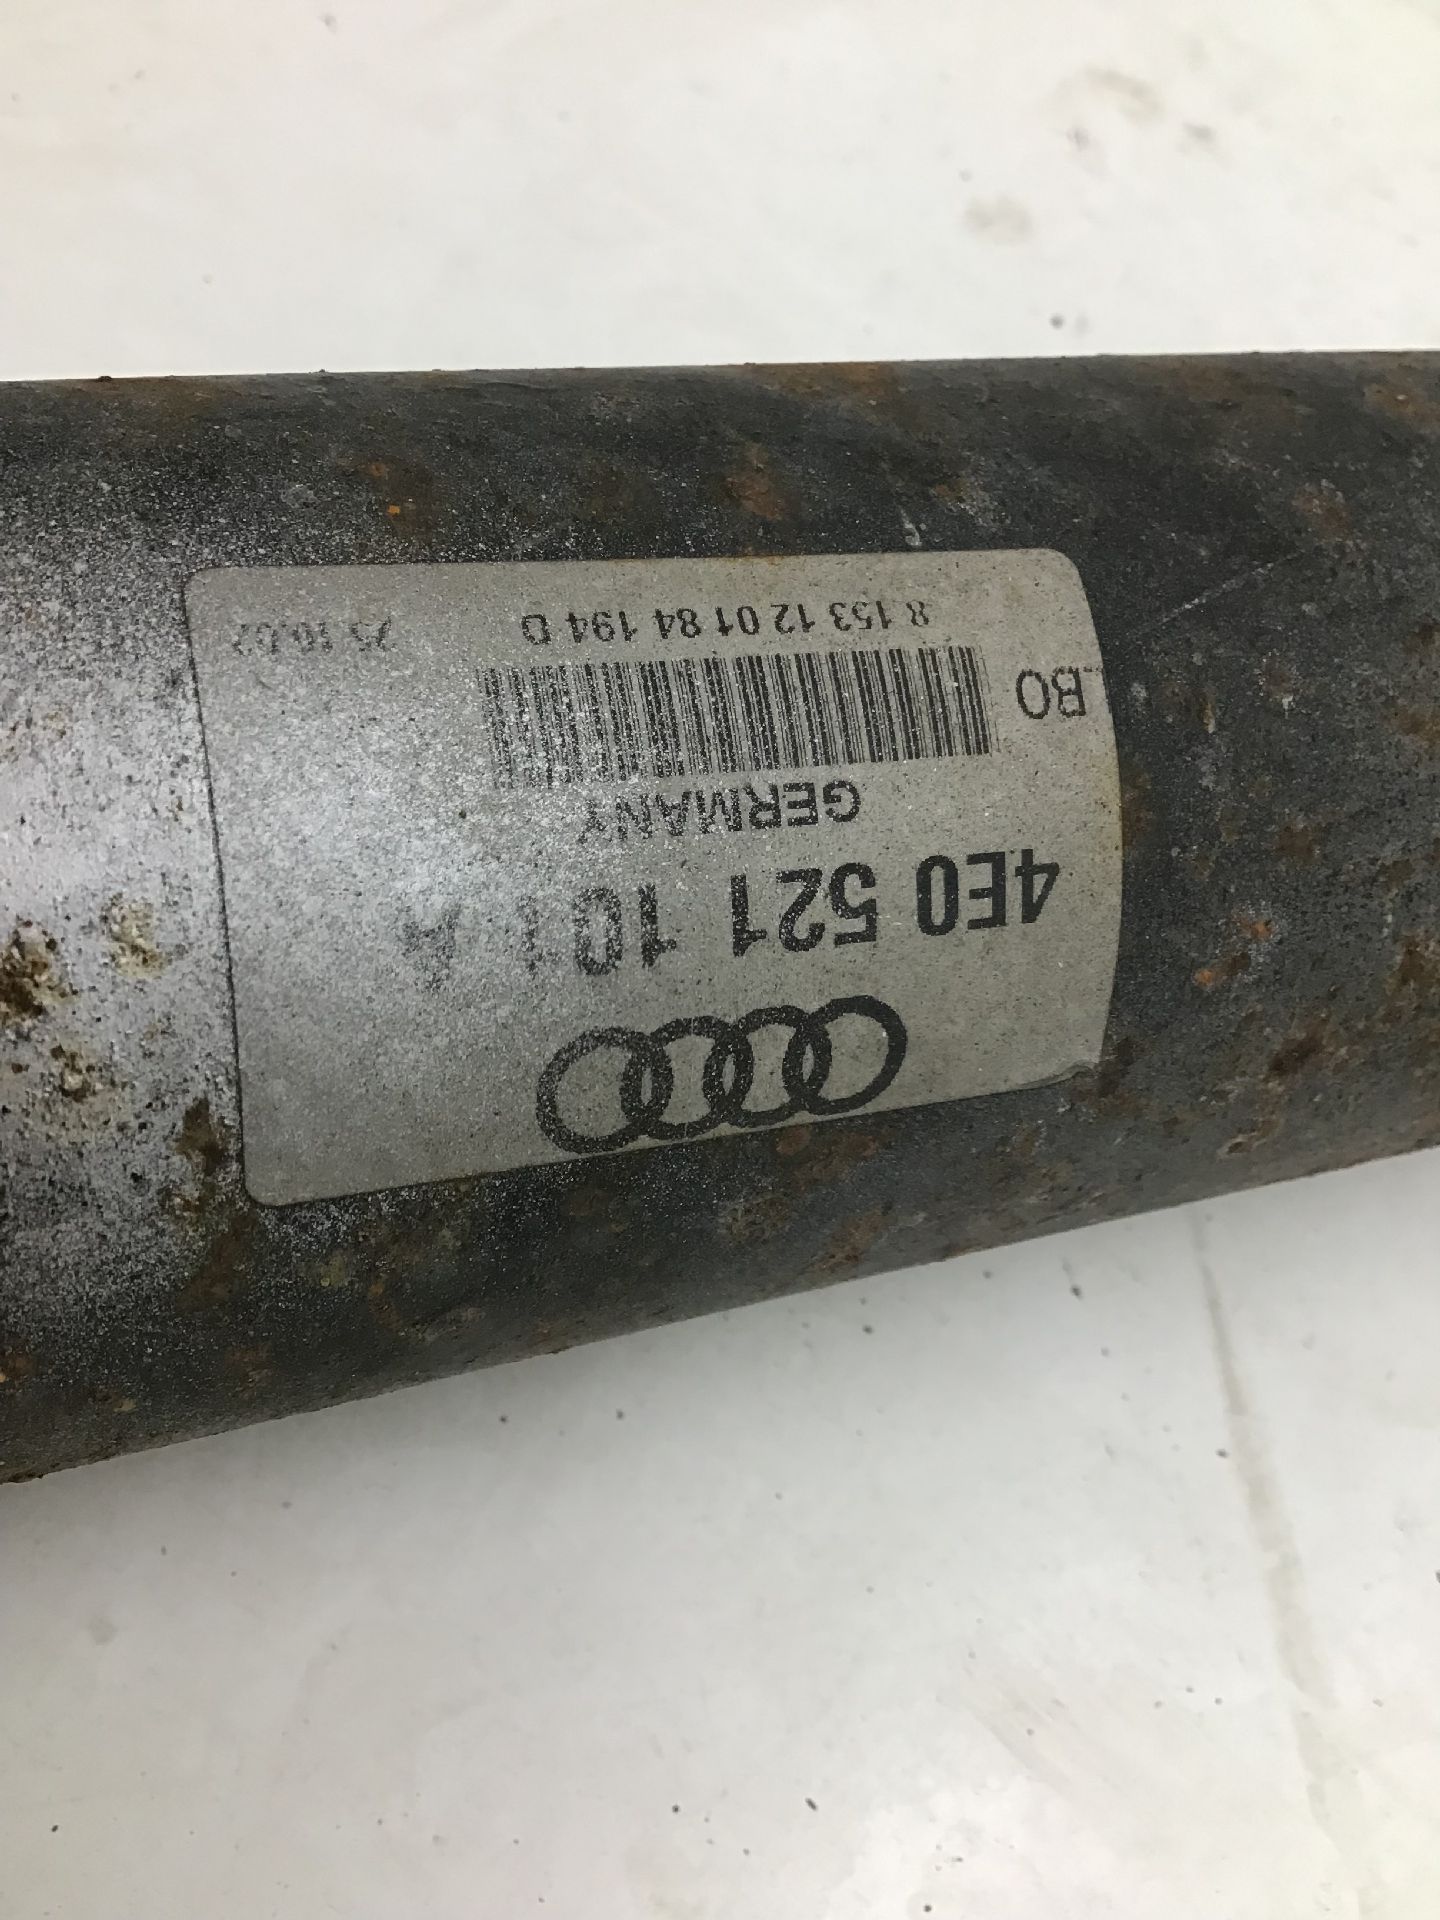 4E0 521 101 A
GERMANY
.BO
8 153 12 01 84 194 D 25.10.02